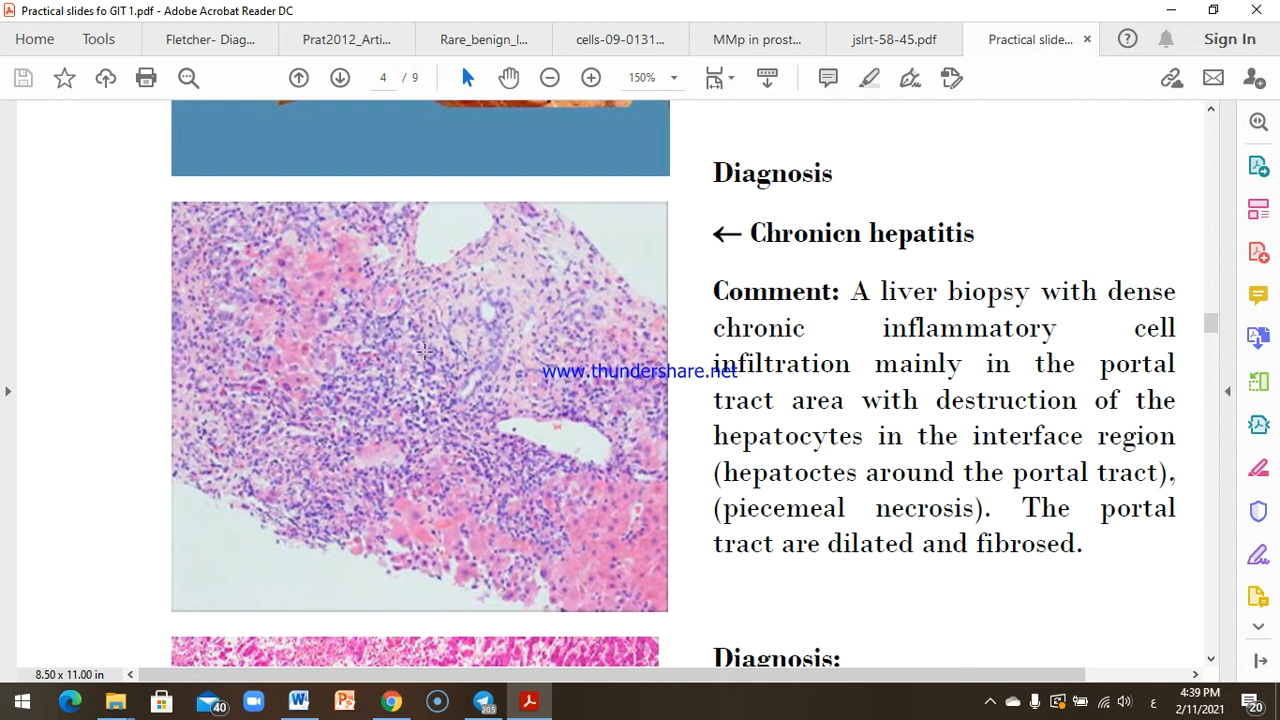 Practical slides fo GIT 1.pdf - Adobe Acrobat Reader DC
Home Tools Fletcher- Diag... Prat2012_Arti... Rare_benign_l... cells-09-0131... MMp in prost... jslrt-58-45.pdf Practical slide... × Sign In
4 / 9 150%
Diagnosis
← Chronicn hepatitis
Comment: A liver biopsy with dense
chronic inflammatory cell
infiltration mainly in the portal
www.thundershare.net
tract area with destruction of the
hepatocytes in the interface region
(hepatoctes around the portal tract),
(piecemeal necrosis). The portal
tract are dilated and fibrosed.
Diagnosis:
8.50 x 11.00 in
40
205
ع
4:39 PM
2/11/2021
20